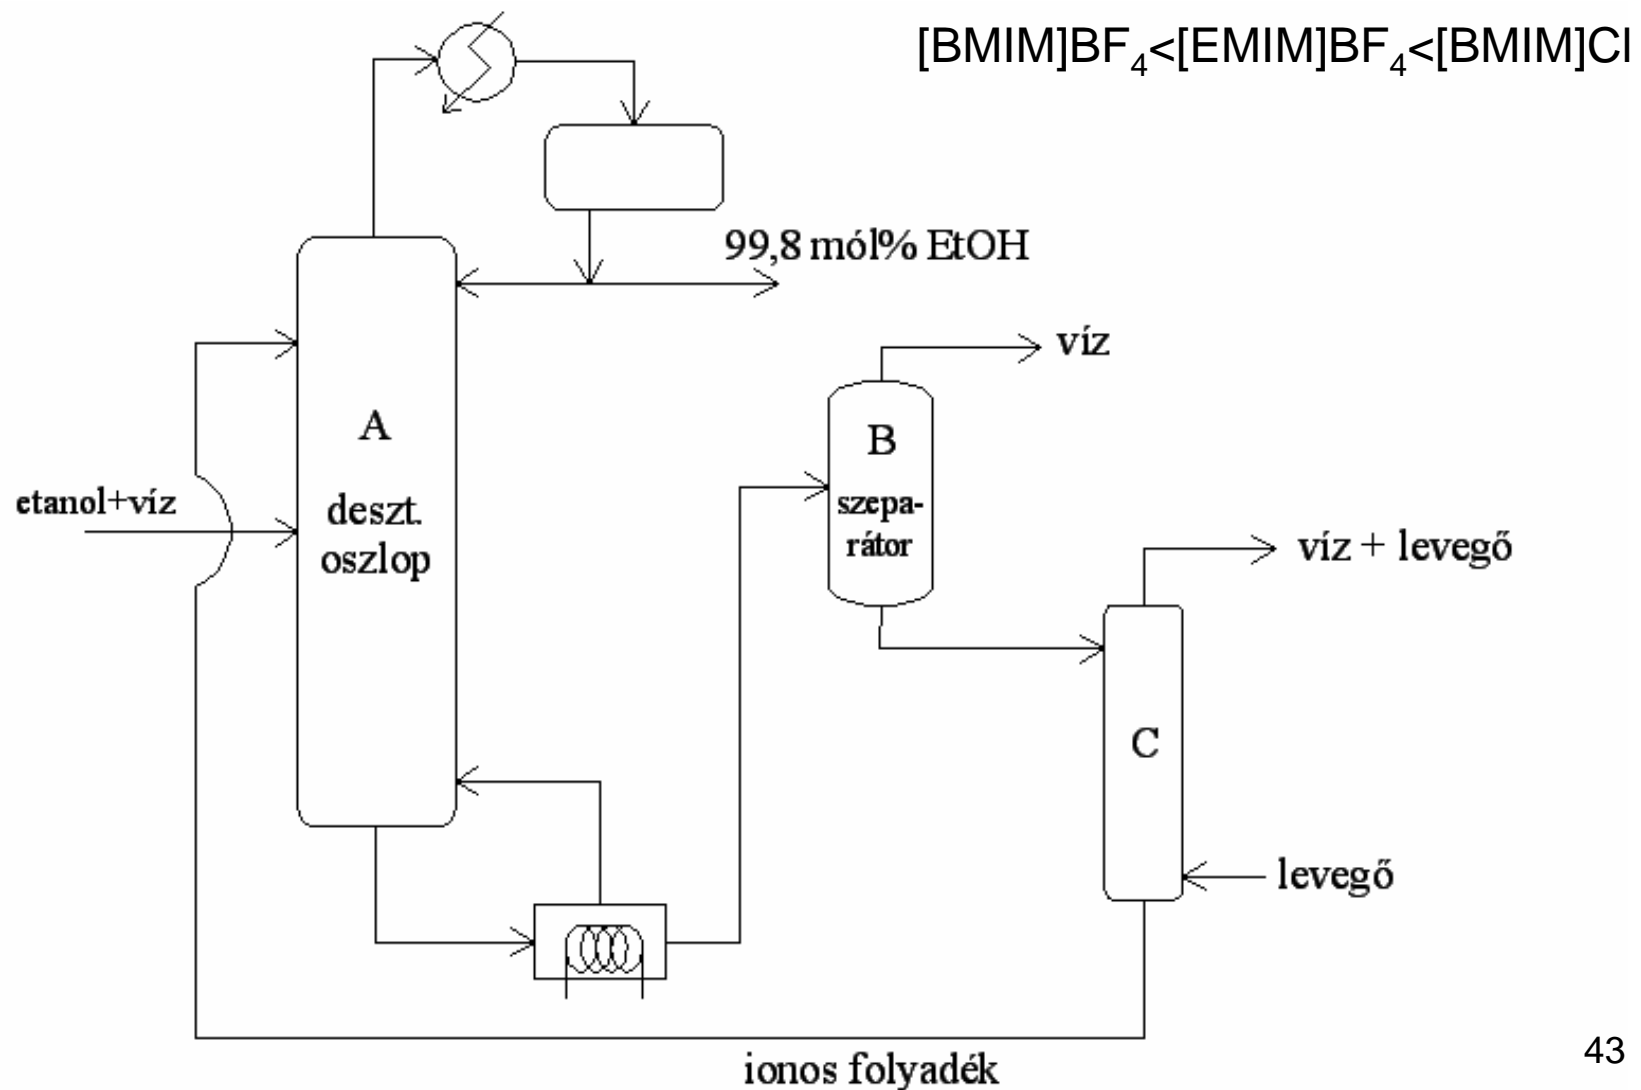 [BMIM]BF₄<[EMIM]BF₄<[BMIM]Cl
99,8 mól% EtOH
víz
A
B
etanol+víz
deszt.
oszlop
szepa-
rátor
víz + levegő
C
levegő
ionos folyadék
43